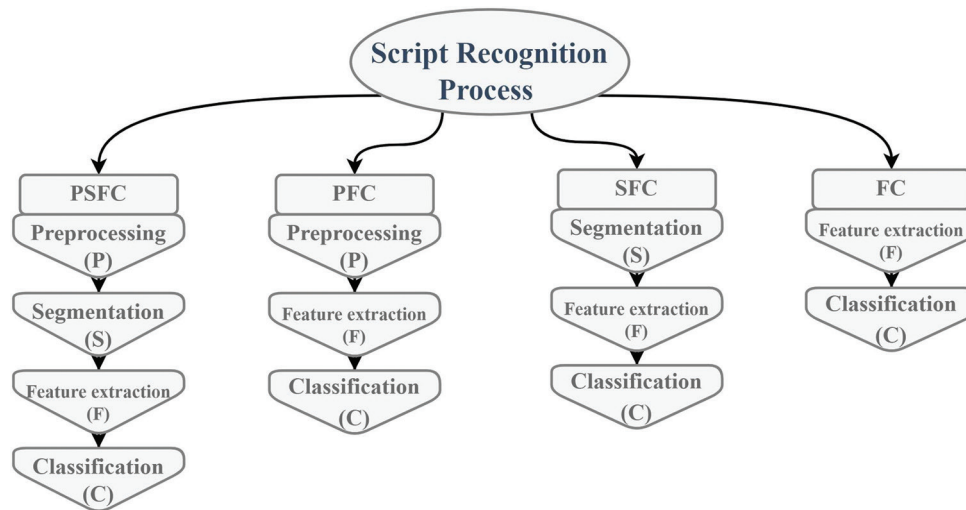 Script Recognition
Process
PSFC
Preprocessing
(P)
Segmentation
(S)
Feature extraction
(F)
Classification
(C)
PFC
Preprocessing
(P)
Feature extraction
(F)
Classification
(C)
SFC
Segmentation
(S)
Feature extraction
(F)
Classification
(C)
FC
Feature extraction
(F)
Classification
(C)